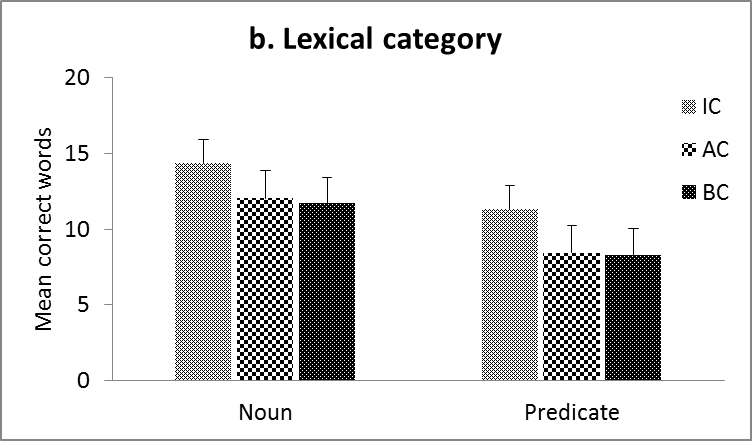 b. Lexical category
Mean correct words
20
15
10
5
0
Noun
Predicate
IC
AC
BC